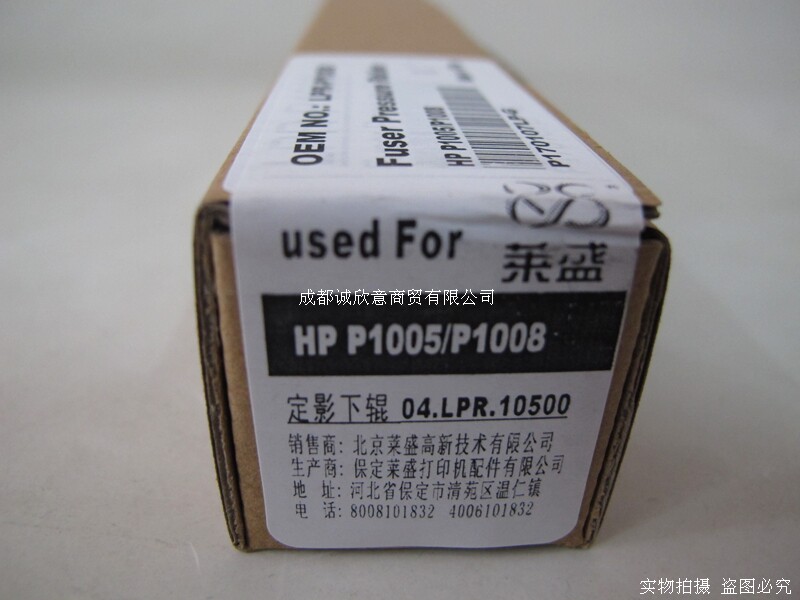 OEM NO.:
Fuser Pressure
HP P1005/P1008
used For
莱盛
成都诚欣意商贸有限公司
HP P1005/P1008
定影下辊 04.LPR.10500
销售商: 北京莱盛高新技术有限公司
生产商: 保定莱盛打印机配件有限公司
地 址: 河北省保定市清苑区温仁镇
电 话: 8008101832 4006101832
实物拍摄 盗图必究